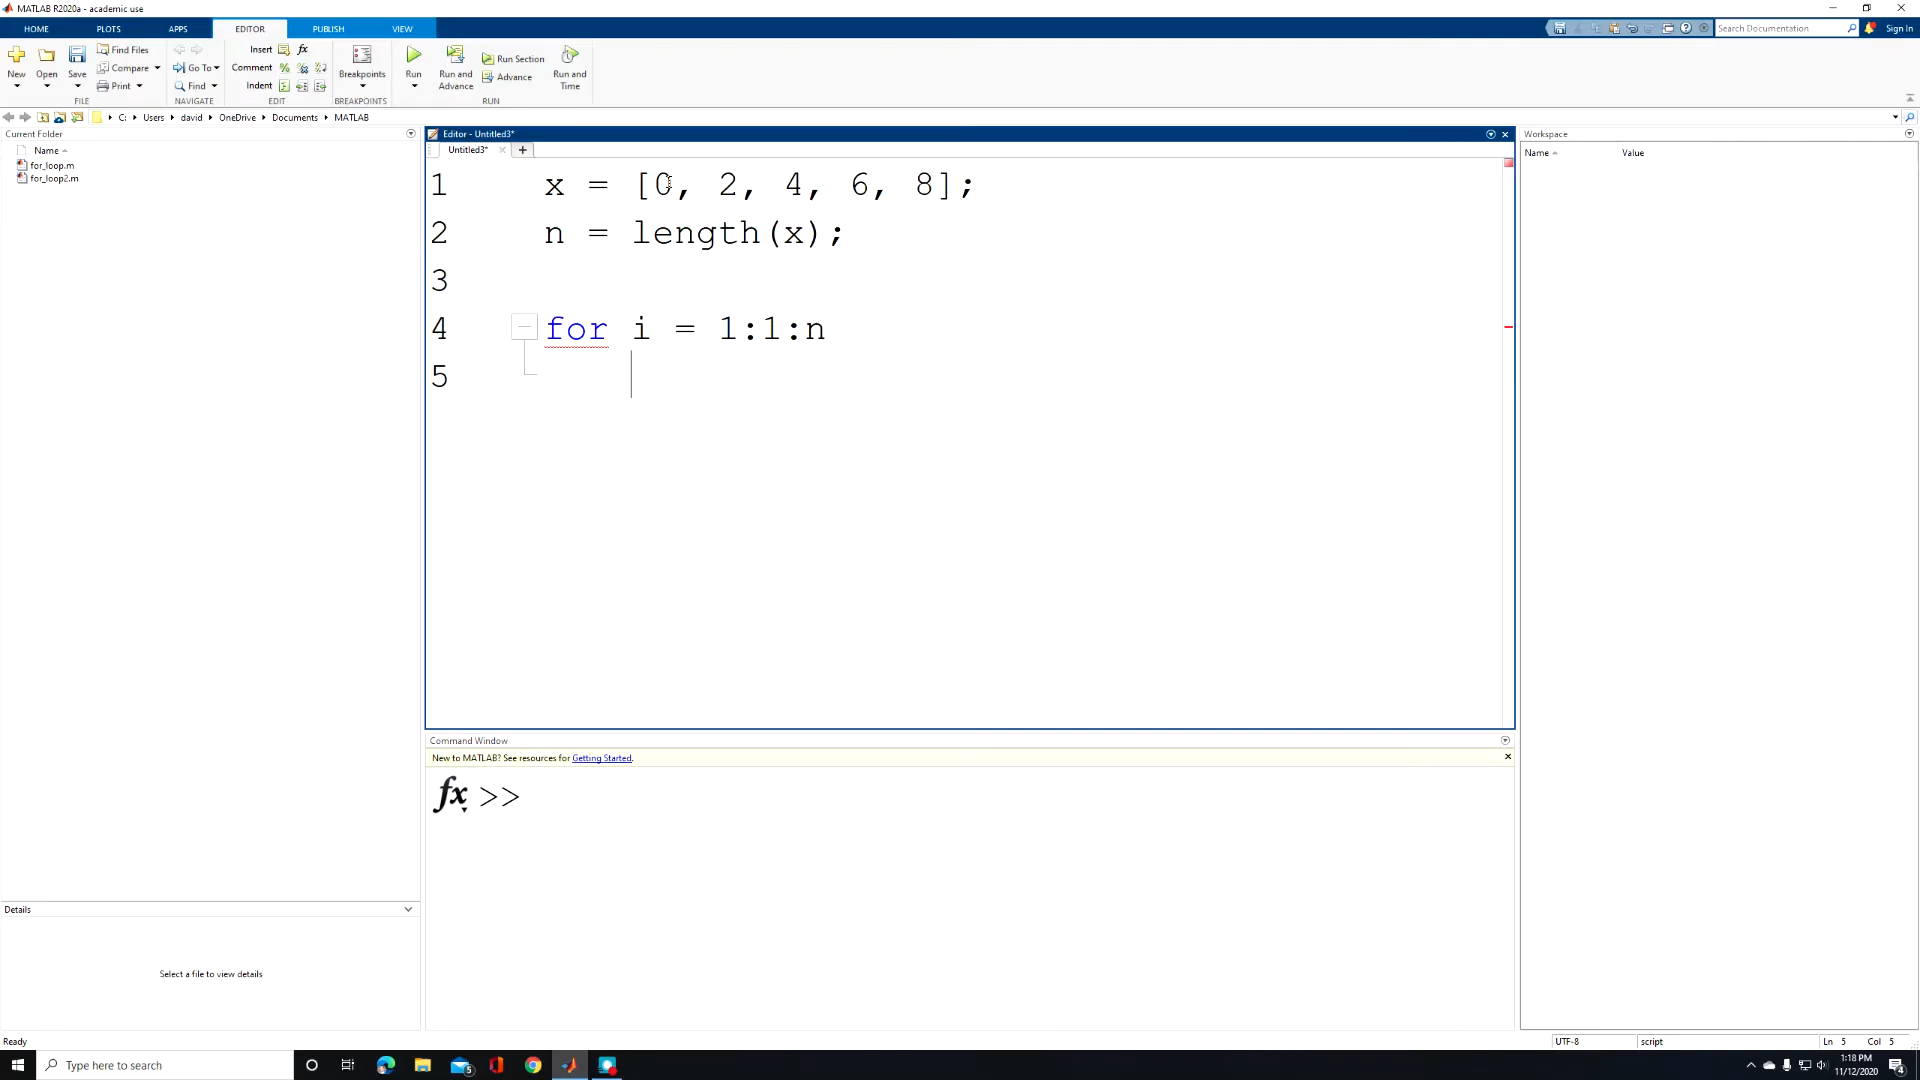 MATLAB R2020a - academic use
HOME PLOTS APPS EDITOR PUBLISH VIEW
Search Documentation
Sign In
New
Open
Save
Find Files
Compare
Print
FILE
Go To
Find
NAVIGATE
Insert fx
Comment % %
Indent
EDIT
Breakpoints
BREAKPOINTS
Run
Run and Advance
Run Section
Advance
Run and Time
RUN
C: Users david OneDrive Documents MATLAB
Current Folder
Name
for_loop.m
for_loop2.m
Details
Select a file to view details
Editor - Untitled3*
Untitled3* +
1 x = [0, 2, 4, 6, 8];
2 n = length(x);
3
4 for i = 1:1:n
5
Command Window
New to MATLAB? See resources for Getting Started.
fx >>
Workspace
Name Value
Ready
UTF-8 script Ln 5 Col 5
Type here to search
5
1:18 PM
11/12/2020
4